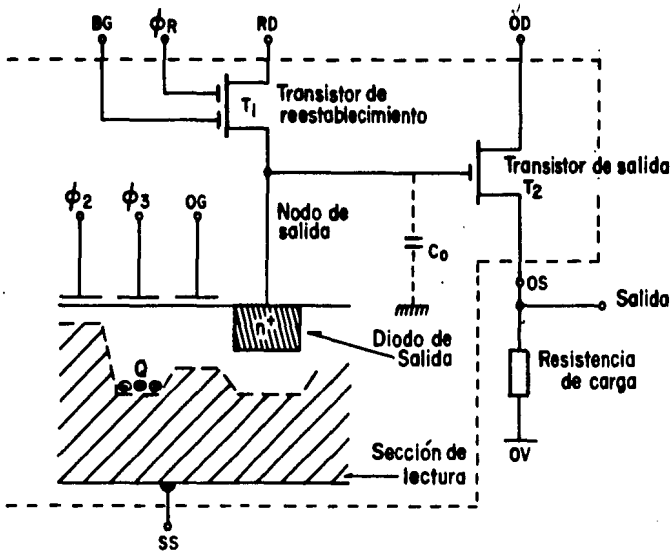 BG
ϕR
RD
OD
T1
Transistor de
reestablecimiento
Transistor de salida
T2
ϕ2
ϕ3
OG
Nodo de
salida
Co
OS
Salida
n+
Diodo de
Salida
Q
Resistencia
de carga
Sección de
lectura
OV
SS